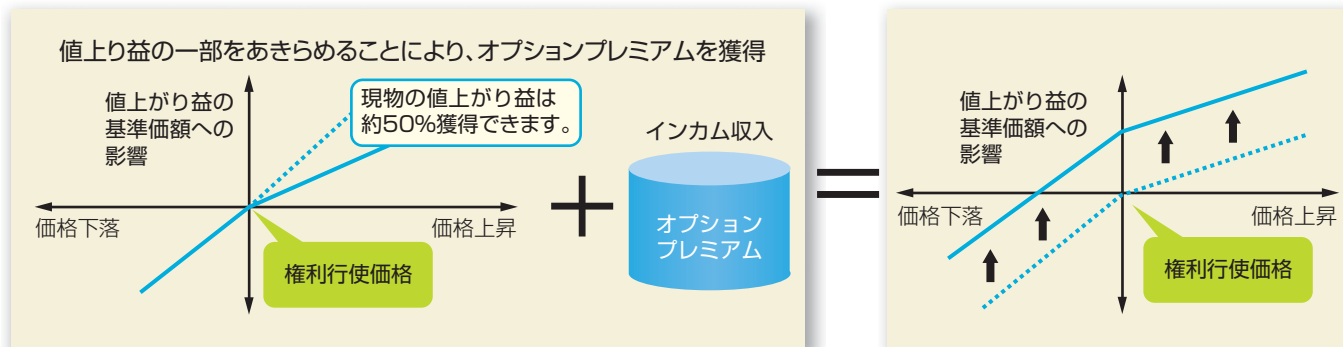 値上り益の一部をあきらめることにより、オプションプレミアムを獲得
値上がり益の
基準価額への
影響
現物の値上がり益は
約50%獲得できます。
価格下落
価格上昇
権利行使価格
インカム収入
オプション
プレミアム
値上がり益の
基準価額への
影響
価格下落
価格上昇
権利行使価格